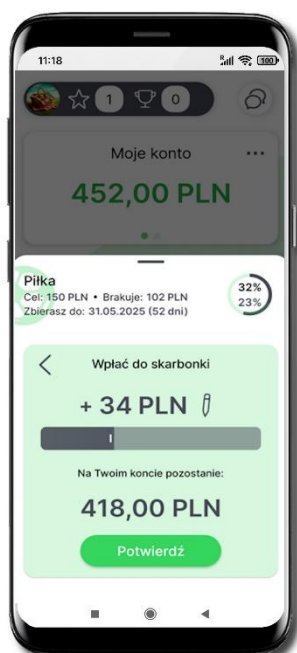 11:18
100
1 0
Moje konto
452,00 PLN
Piłka
Cel: 150 PLN • Brakuje: 102 PLN
Zbierasz do: 31.05.2025 (52 dni)
32%
23%
Wpłać do skarbonki
+ 34 PLN
Na Twoim koncie pozostanie:
418,00 PLN
Potwierdź